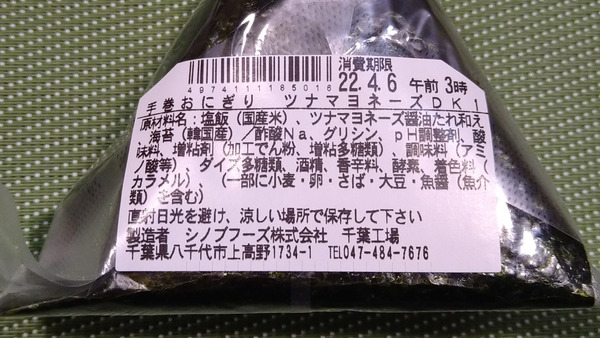 消費期限
4974111185016 22.4.6 午前 3時
手巻おにぎり ツナマヨネーズDK1
原材料名：塩飯（国産米）、ツナマヨネーズ醤油たれ和え
、海苔（韓国産）／酢酸Na、グリシン、pH調整剤、酸
味料、増粘剤（加工でん粉、増粘多糖類）、調味料（アミ
ノ酸等）、ダイズ多糖類、酒精、香辛料、酵素、着色料（
カラメル）、（一部に小麦・卵・さば・大豆・魚醤（魚介
類）を含む）
直射日光を避け、涼しい場所で保存して下さい
製造者 シノブフーズ株式会社 千葉工場
千葉県八千代市上高野1734-1 TEL047-484-7676